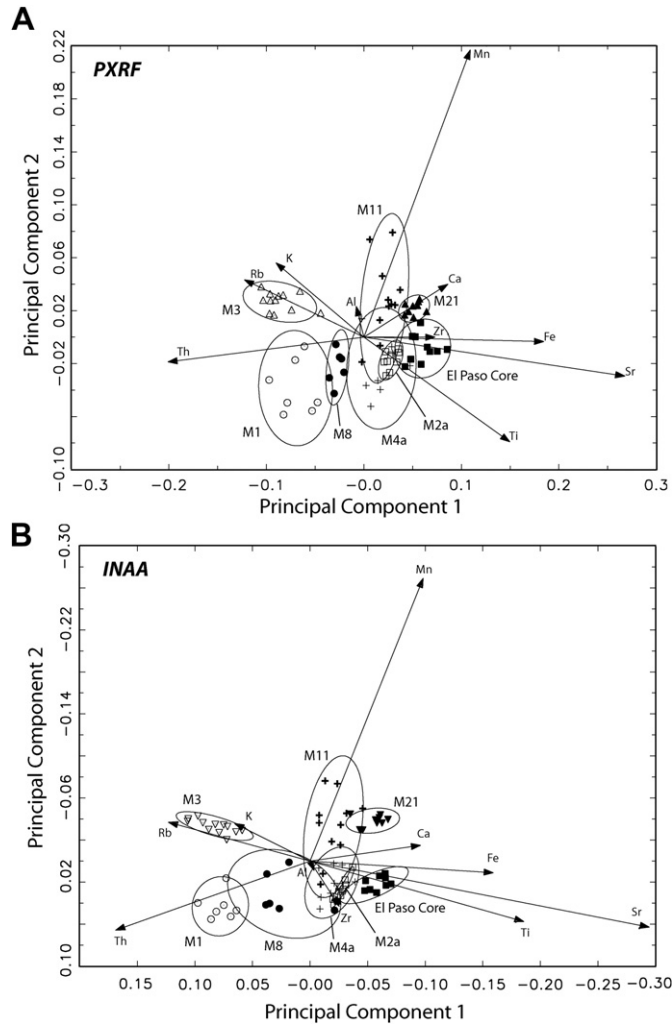 A
PXRF
0.22
0.18
0.14
0.10
0.06
0.02
−0.02
−0.06
−0.10
Principal Component 2
Mn
M11
K
Rb
M3
Al
Ca
M21
Zr
Fe
Th
Sr
El Paso Core
M1
M8
M4a
M2a
Ti
−0.3 −0.2 −0.1 −0.0 0.1 0.2 0.3
Principal Component 1
B
INAA
−0.30
−0.22
−0.14
−0.06
0.02
0.10
Principal Component 2
Mn
M11
M3
K
Rb
M21
Ca
Al
Fe
El Paso Core
Zr
Sr
Th
M1
M8
M4a
M2a
Ti
0.15 0.10 0.05 −0.00 −0.05 −0.10 −0.15 −0.20 −0.25 −0.30
Principal Component 1